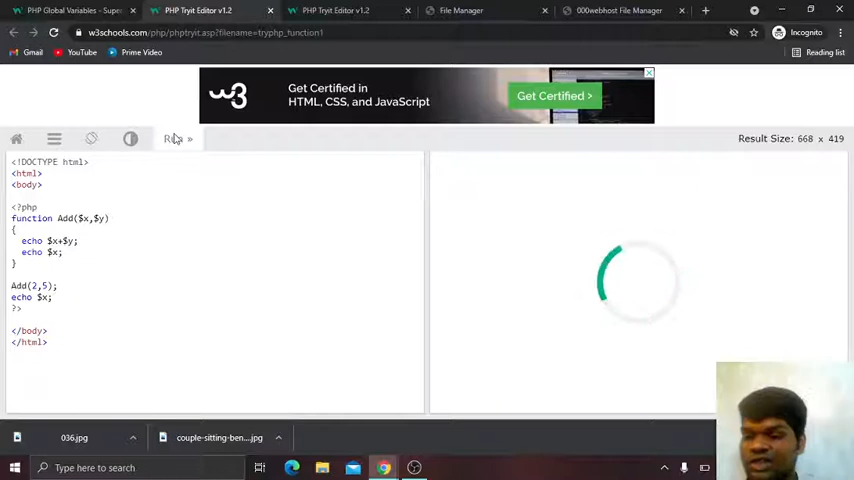 PHP Global Variables - Super
PHP Tryit Editor v1.2
PHP Tryit Editor v1.2
File Manager
000webhost File Manager
w3schools.com/php/phptryit.asp?filename=tryphp_function1
Incognito
Gmail
YouTube
Prime Video
Reading list
w3
Get Certified in
HTML, CSS, and JavaScript
Get Certified >
Run »
Result Size: 668 x 419
<!DOCTYPE html>
<html>
<body>
<?php
function Add($x,$y)
{
echo $x+$y;
echo $x;
}
Add(2,5);
echo $x;
?>
</body>
</html>
036.jpg
couple-sitting-ben....jpg
Type here to search